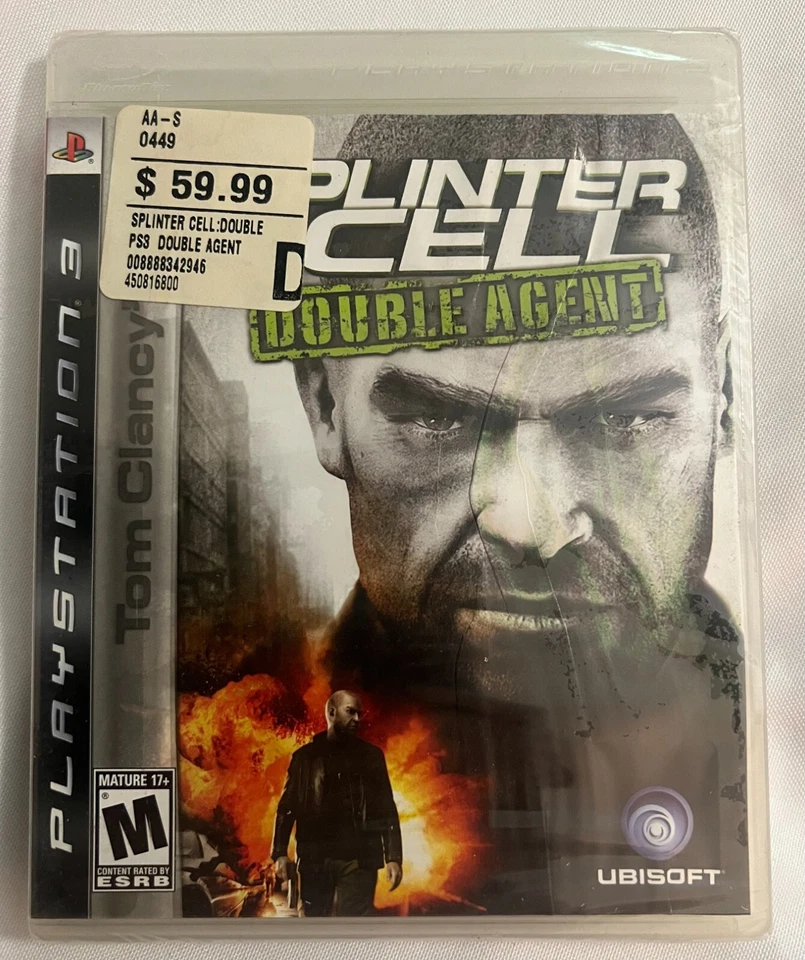 AA-S
0449
$ 59.99
SPLINTER CELL:DOUBLE
PS3 DOUBLE AGENT
008888342946
450816800
D
PLINTER
CELL
DOUBLE AGENT
PLAYSTATION 3
Tom Clancy'
MATURE 17+
M
®
CONTENT RATED BY
ESRB
UBISOFT